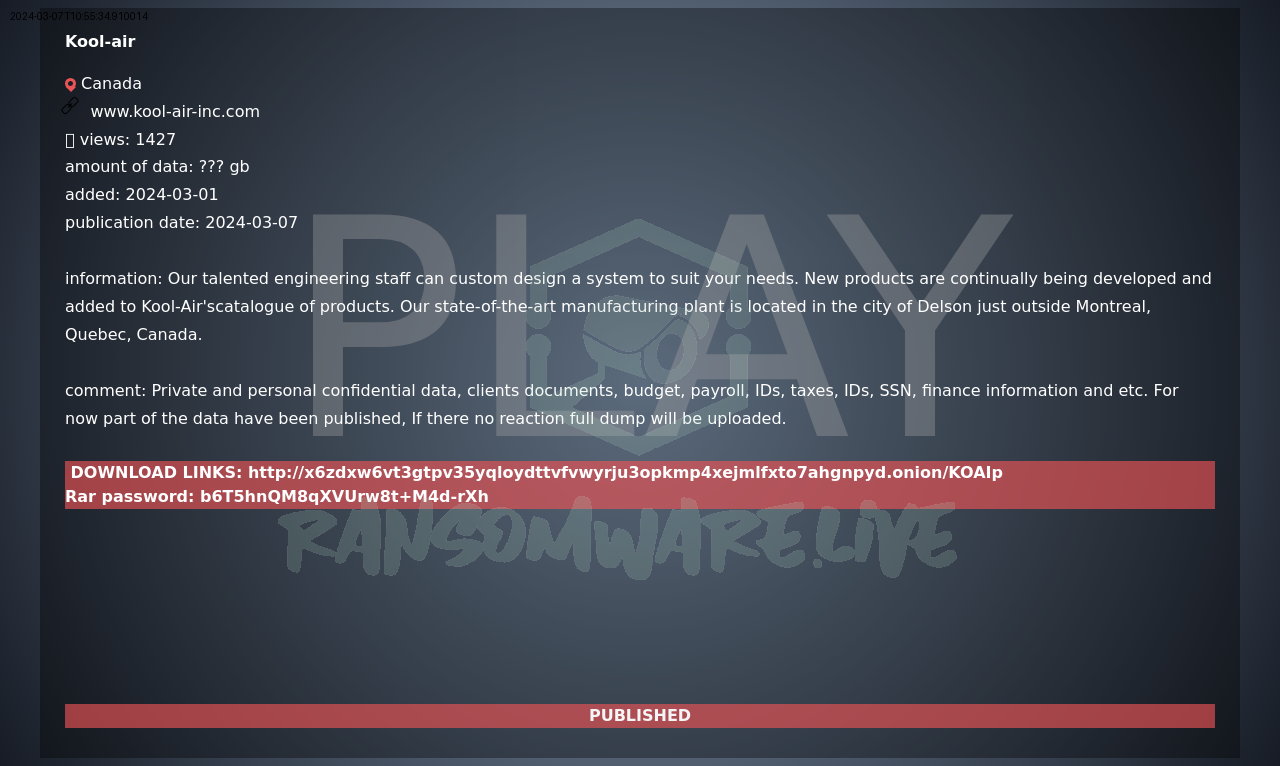 2024-03-07T10:55:34.910014
Kool-air
Canada
www.kool-air-inc.com
views: 1427
amount of data: ??? gb
added: 2024-03-01
publication date: 2024-03-07
information: Our talented engineering staff can custom design a system to suit your needs. New products are continually being developed and
added to Kool-Air'scatalogue of products. Our state-of-the-art manufacturing plant is located in the city of Delson just outside Montreal,
Quebec, Canada.
PLAY
comment: Private and personal confidential data, clients documents, budget, payroll, IDs, taxes, IDs, SSN, finance information and etc. For
now part of the data have been published, If there no reaction full dump will be uploaded.
DOWNLOAD LINKS: http://x6zdxw6vt3gtpv35yqloydttvfvwyrju3opkmp4xejmlfxto7ahgnpyd.onion/KOAIp
Rar password: b6T5hnQM8qXVUrw8t+M4d-rXh
RANSOMWARE.LIVE
PUBLISHED